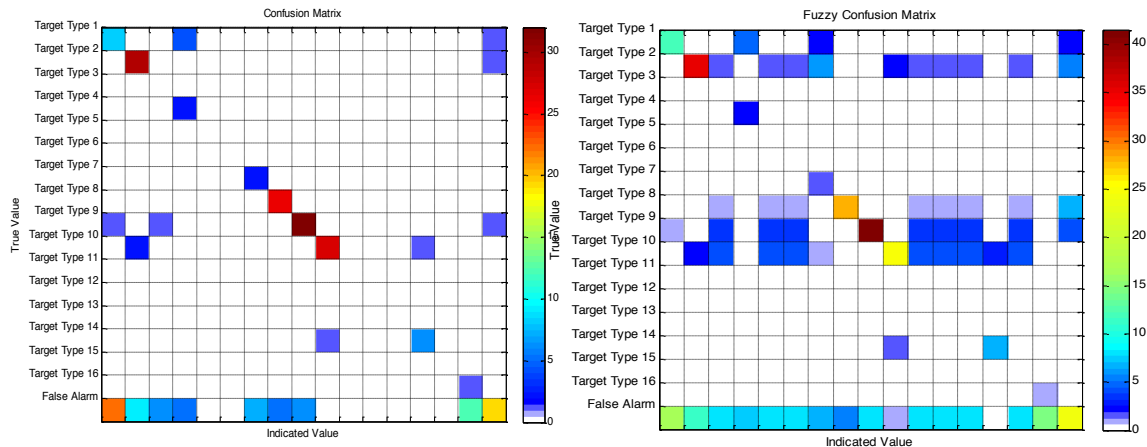 Confusion Matrix
Target Type 1
Target Type 2
Target Type 3
Target Type 4
Target Type 5
Target Type 6
Target Type 7
Target Type 8
Target Type 9
Target Type 10
Target Type 11
Target Type 12
Target Type 13
Target Type 14
Target Type 15
Target Type 16
False Alarm
True Value
Indicated Value
30
25
20
15
10
5
0
Fuzzy Confusion Matrix
Target Type 1
Target Type 2
Target Type 3
Target Type 4
Target Type 5
Target Type 6
Target Type 7
Target Type 8
Target Type 9
Target Type 10
Target Type 11
Target Type 12
Target Type 13
Target Type 14
Target Type 15
Target Type 16
False Alarm
True Value
Indicated Value
40
35
30
25
20
15
10
5
0